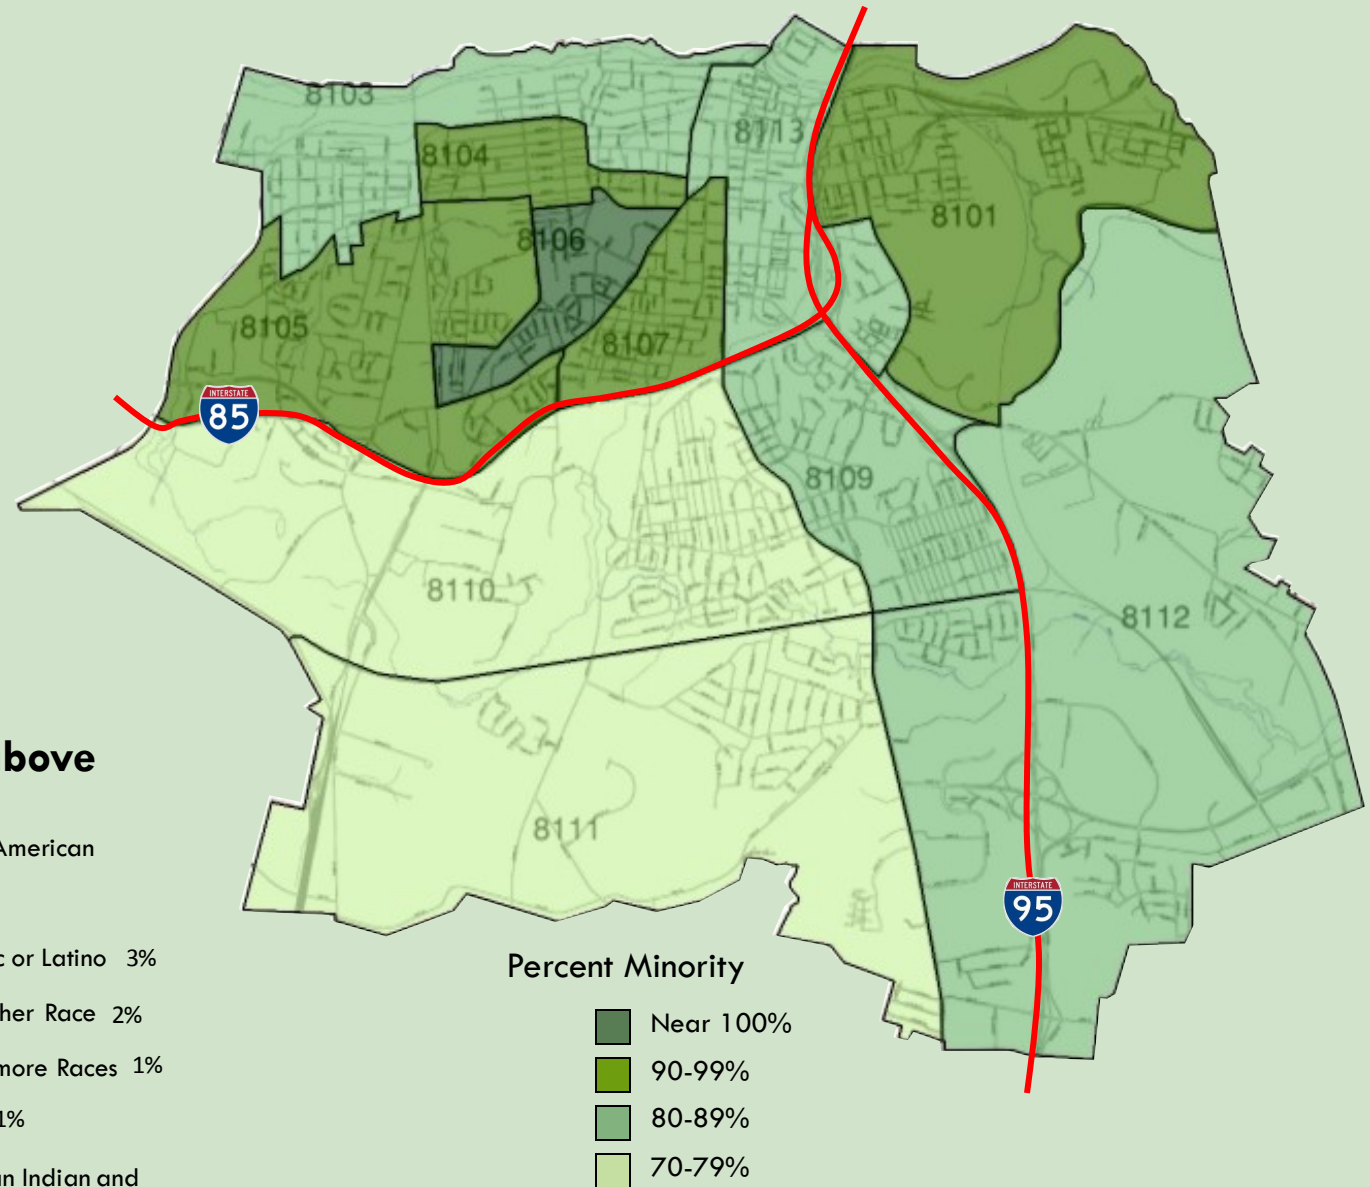 8103
8113
8104
8101
8106
8105
8107
INTERSTATE
85
8109
8110
8112
bove
American
8111
INTERSTATE
95
c or Latino 3%
her Race 2%
more Races 1%
1%
n Indian and
Percent Minority
Near 100%
90-99%
80-89%
70-79%